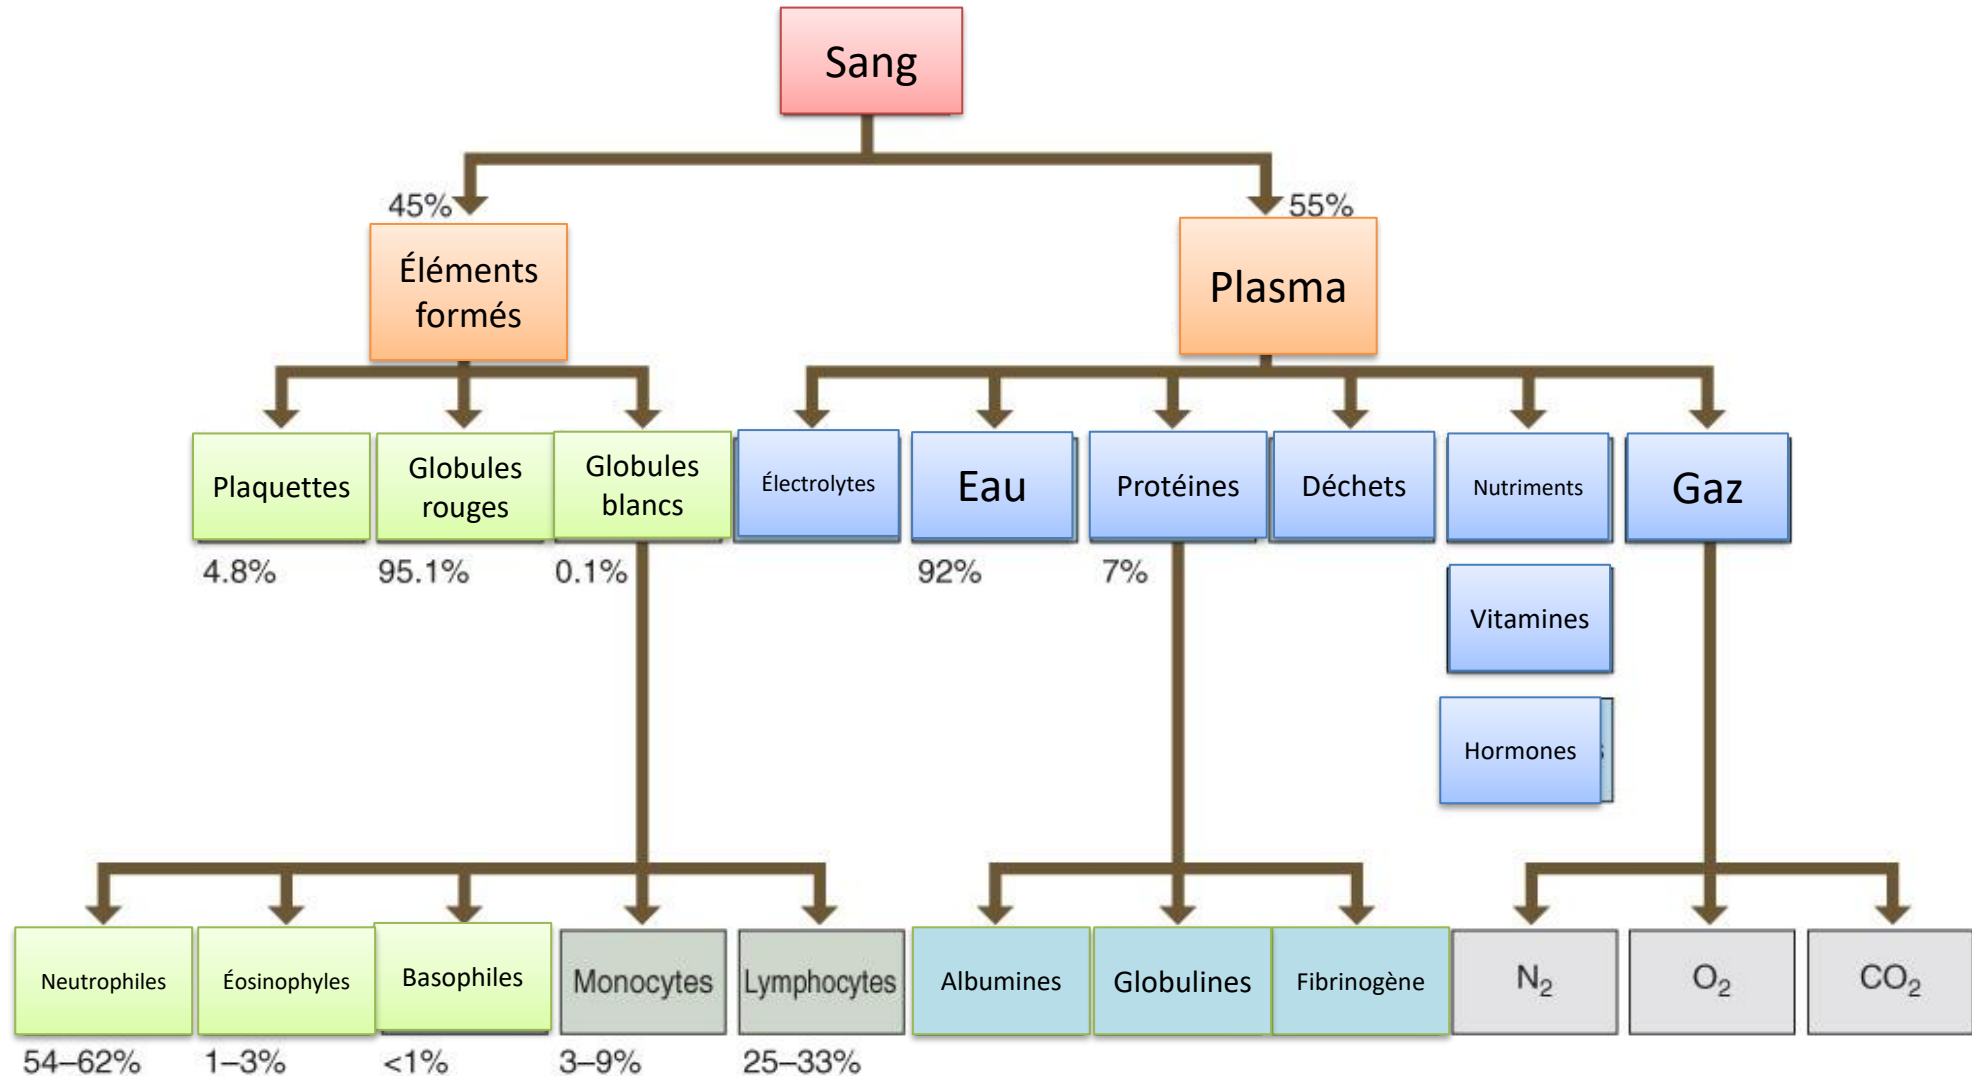 Sang
45%
55%
Éléments
formés
Plasma
Plaquettes
Globules
rouges
Globules
blancs
Électrolytes
Eau
Protéines
Déchets
Nutriments
Gaz
4.8%
95.1%
0.1%
92%
7%
Vitamines
Hormones
Neutrophiles
Éosinophyles
Basophiles
Monocytes
Lymphocytes
Albumines
Globulines
Fibrinogène
N₂
O₂
CO₂
54–62%
1–3%
<1%
3–9%
25–33%